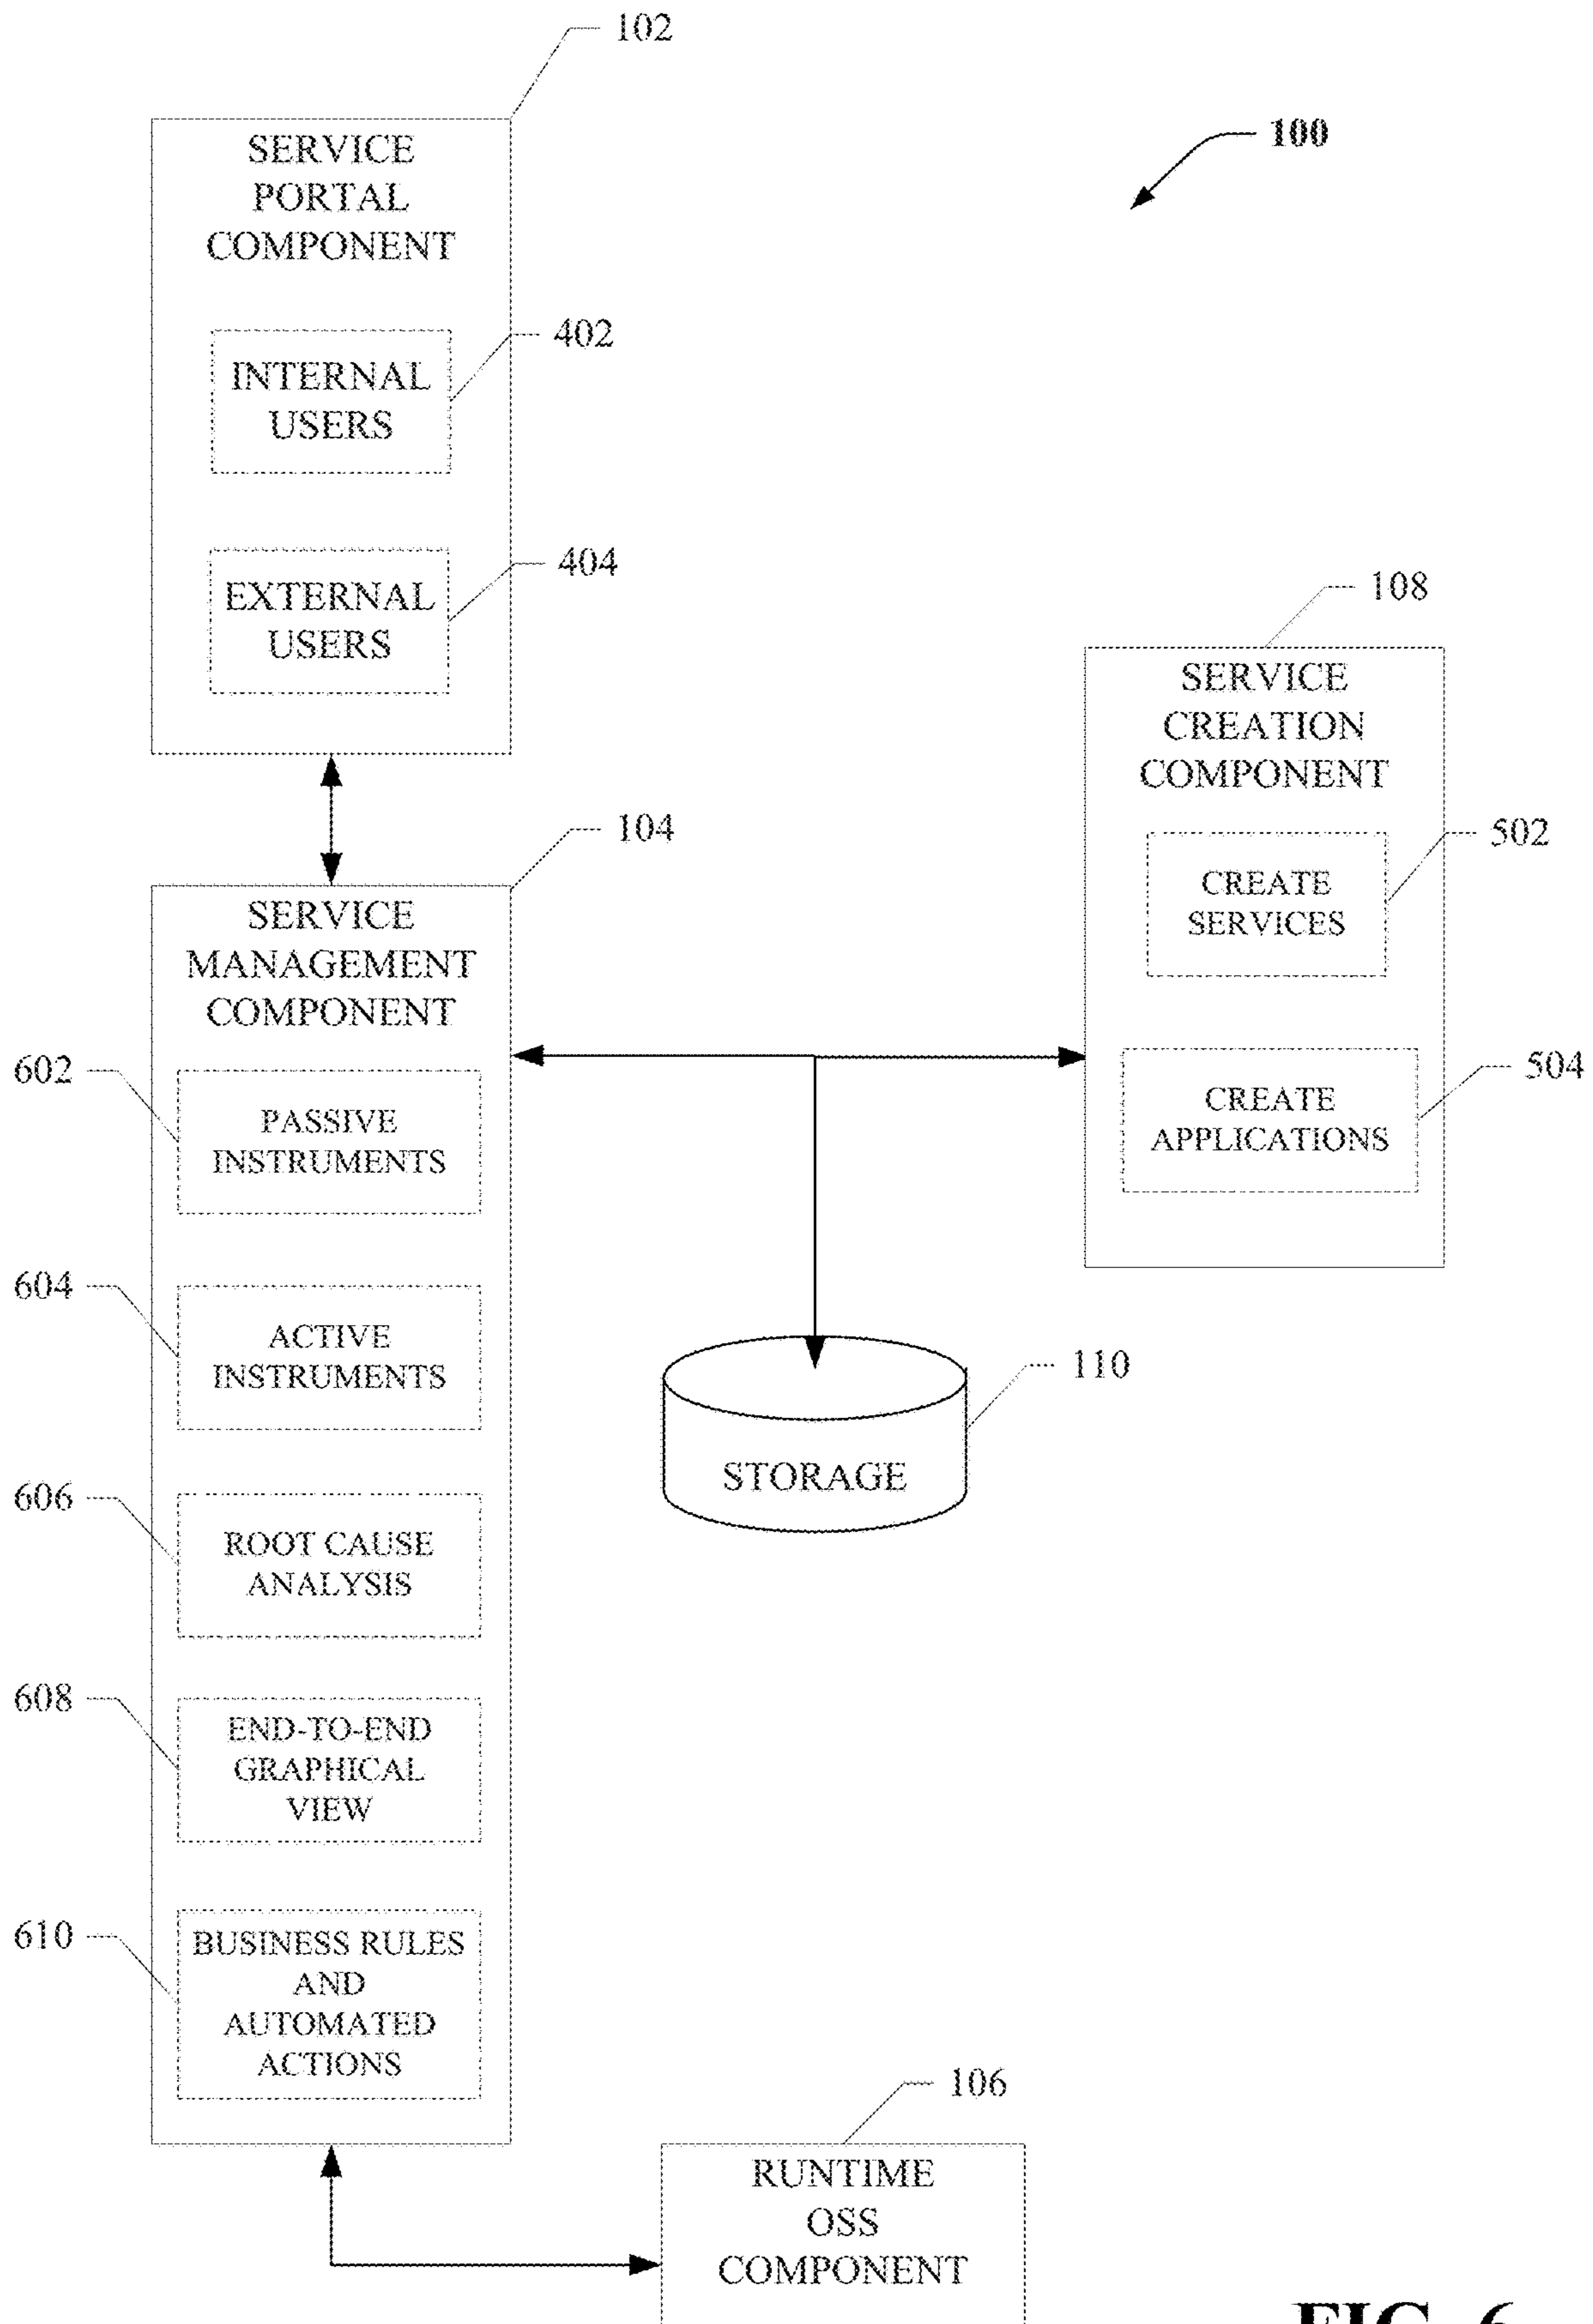 102
100
SERVICE
PORTAL
COMPONENT
402
INTERNAL
USERS
404
EXTERNAL
USERS
108
SERVICE
CREATION
COMPONENT
502
CREATE
SERVICES
504
CREATE
APPLICATIONS
104
SERVICE
MANAGEMENT
COMPONENT
602
PASSIVE
INSTRUMENTS
604
ACTIVE
INSTRUMENTS
110
STORAGE
606
ROOT CAUSE
ANALYSIS
608
END-TO-END
GRAPHICAL
VIEW
610
BUSINESS RULES
AND
AUTOMATED
ACTIONS
106
RUNTIME
OSS
COMPONENT
FIG. 6